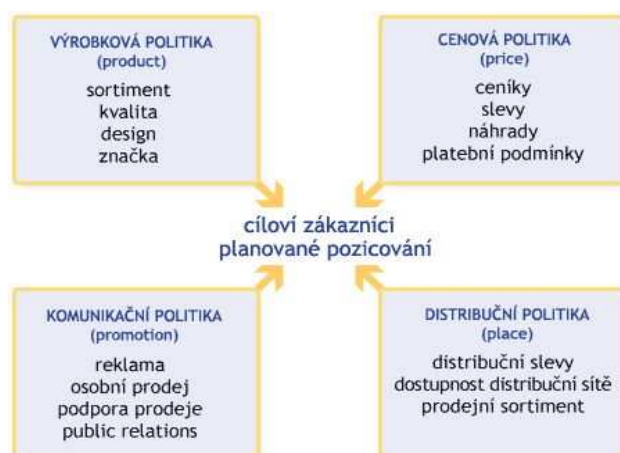 VÝROBKOVÁ POLITIKA
(product)
sortiment
kvalita
design
značka
CENOVÁ POLITIKA
(price)
ceníky
slevy
náhrady
platební podmínky
cíloví zákazníci
planované pozicování
KOMUNIKAČNÍ POLITIKA
(promotion)
reklama
osobní prodej
podpora prodeje
public relations
DISTRIBUČNÍ POLITIKA
(place)
distribuční slevy
dostupnost distribuční sítě
prodejní sortiment